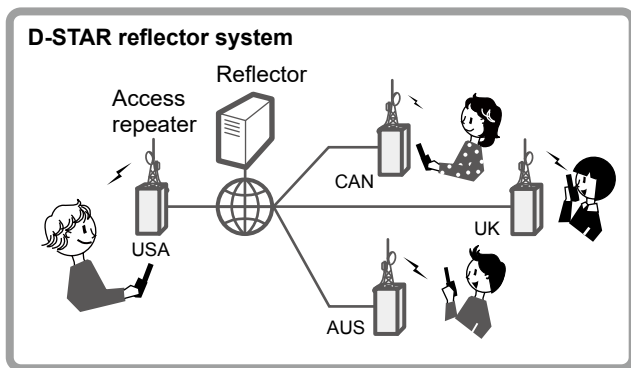 D-STAR reflector system
Reflector
Access
repeater
CAN
USA
UK
AUS